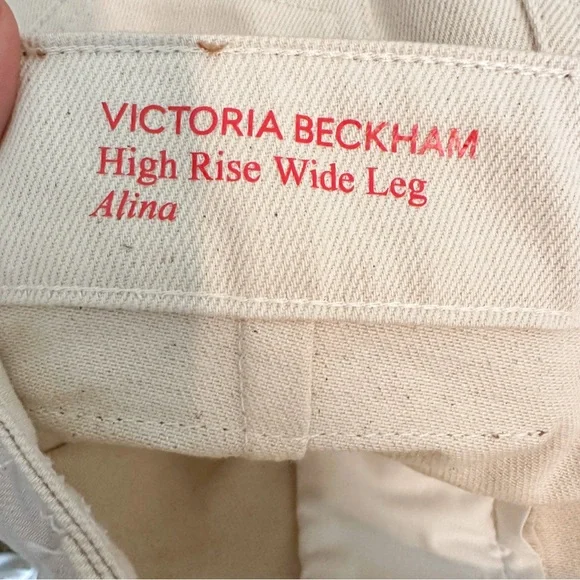 VICTORIA BECKHAM
High Rise Wide Leg
Alina